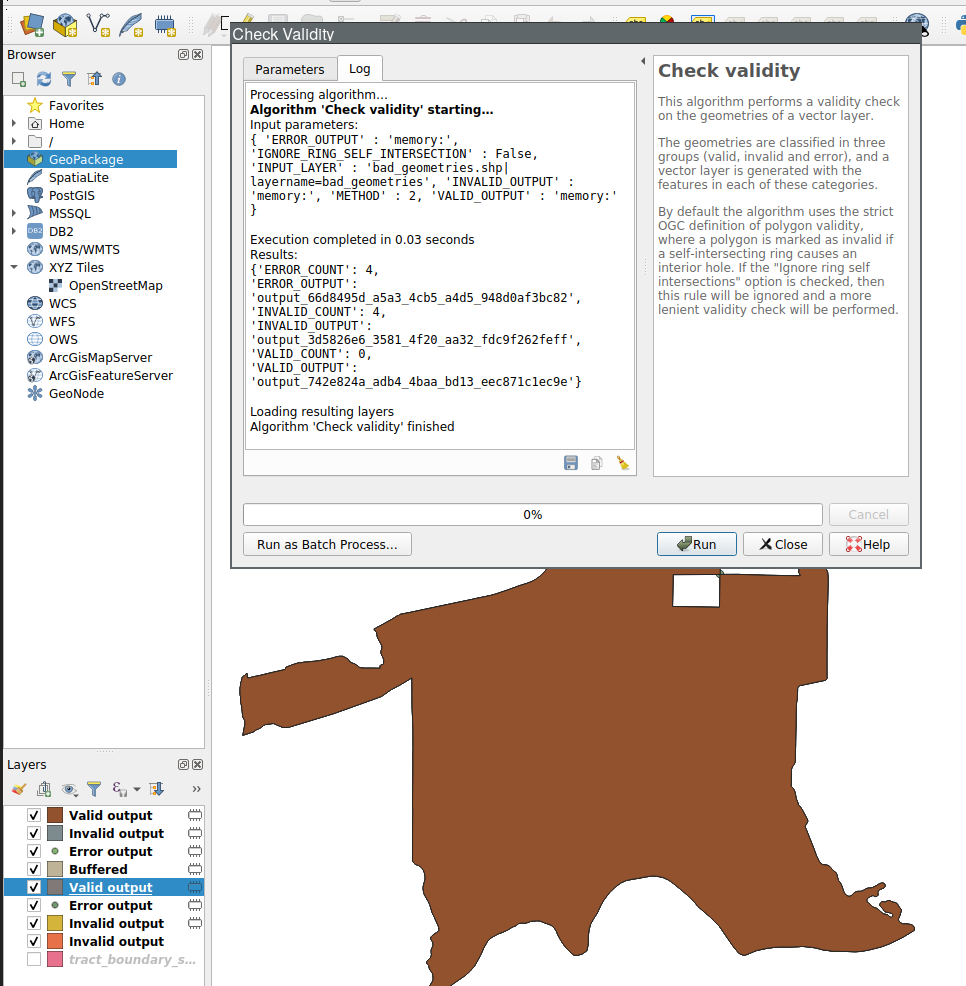 Check Validity
Browser
Favorites
Home
/
GeoPackage
SpatiaLite
PostGIS
MSSQL
DB2
WMS/WMTS
XYZ Tiles
OpenStreetMap
WCS
WFS
OWS
ArcGisMapServer
ArcGisFeatureServer
GeoNode
Parameters
Log
Processing algorithm…
Algorithm 'Check validity' starting…
Input parameters:
{ 'ERROR_OUTPUT' : 'memory:',
'IGNORE_RING_SELF_INTERSECTION' : False,
'INPUT_LAYER' : 'bad_geometries.shp|
layername=bad_geometries', 'INVALID_OUTPUT' :
'memory:', 'METHOD' : 2, 'VALID_OUTPUT' : 'memory:'
}
Execution completed in 0.03 seconds
Results:
{'ERROR_COUNT': 4,
'ERROR_OUTPUT':
'output_66d8495d_a5a3_4cb5_a4d5_948d0af3bc82',
'INVALID_COUNT': 4,
'INVALID_OUTPUT':
'output_3d5826e6_3581_4f20_aa32_fdc9f262feff',
'VALID_COUNT': 0,
'VALID_OUTPUT':
'output_742e824a_adb4_4baa_bd13_eec871c1ec9e'}
Loading resulting layers
Algorithm 'Check validity' finished
Check validity
This algorithm performs a validity check
on the geometries of a vector layer.
The geometries are classified in three
groups (valid, invalid and error), and a
vector layer is generated with the
features in each of these categories.
By default the algorithm uses the strict
OGC definition of polygon validity,
where a polygon is marked as invalid if
a self-intersecting ring causes an
interior hole. If the "Ignore ring self
intersections" option is checked, then
this rule will be ignored and a more
lenient validity check will be performed.
0%
Cancel
Run as Batch Process…
Run
Close
Help
Layers
Valid output
Invalid output
Error output
Buffered
Valid output
Error output
Invalid output
Invalid output
tract_boundary_s…